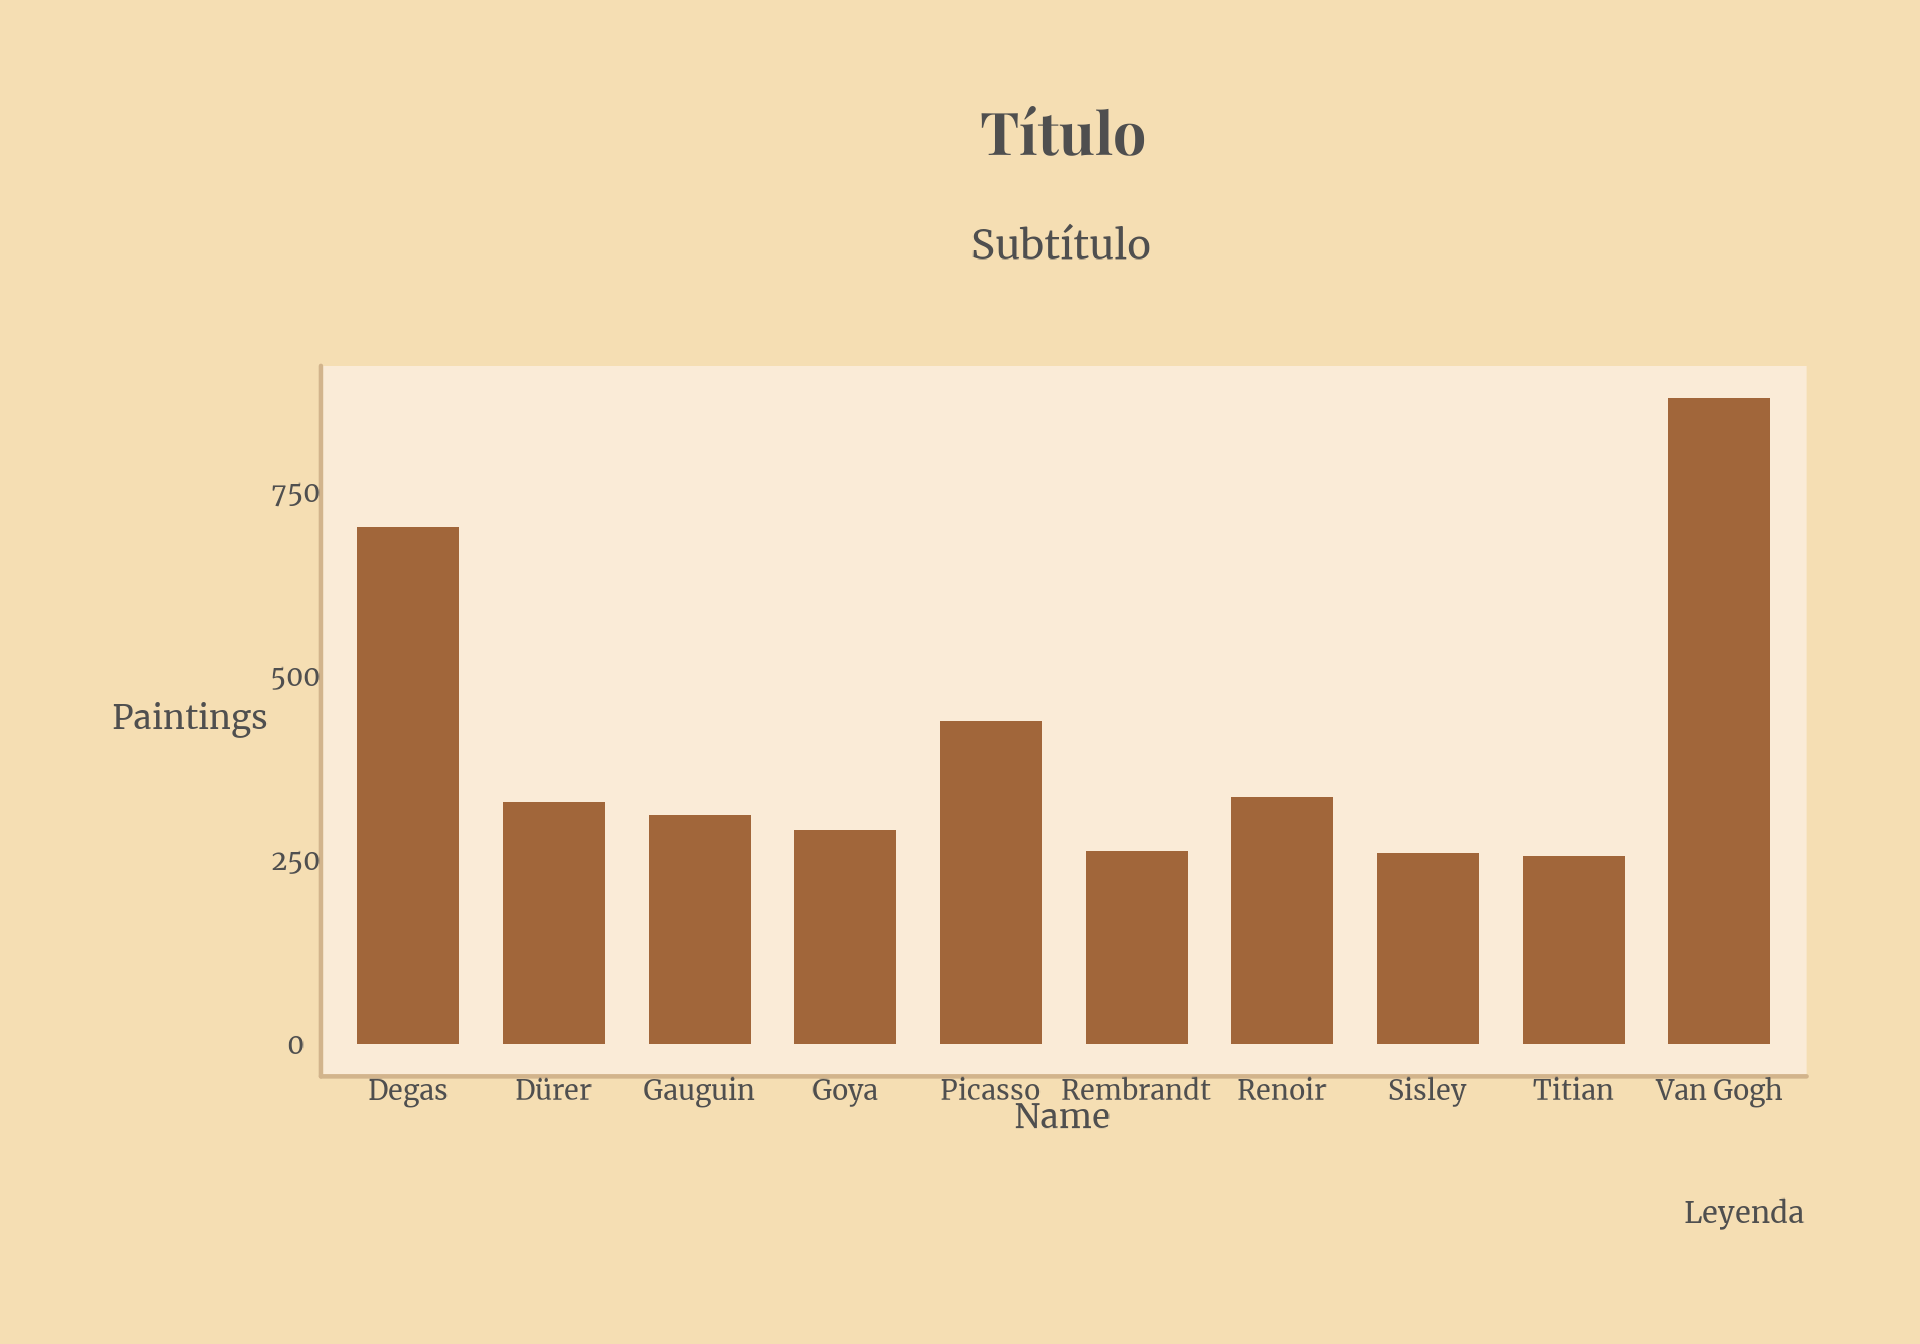 Título
Subtítulo
750
500
Paintings
250
0
Degas Dürer Gauguin Goya Picasso Rembrandt Renoir Sisley Titian Van Gogh
Name
Leyenda